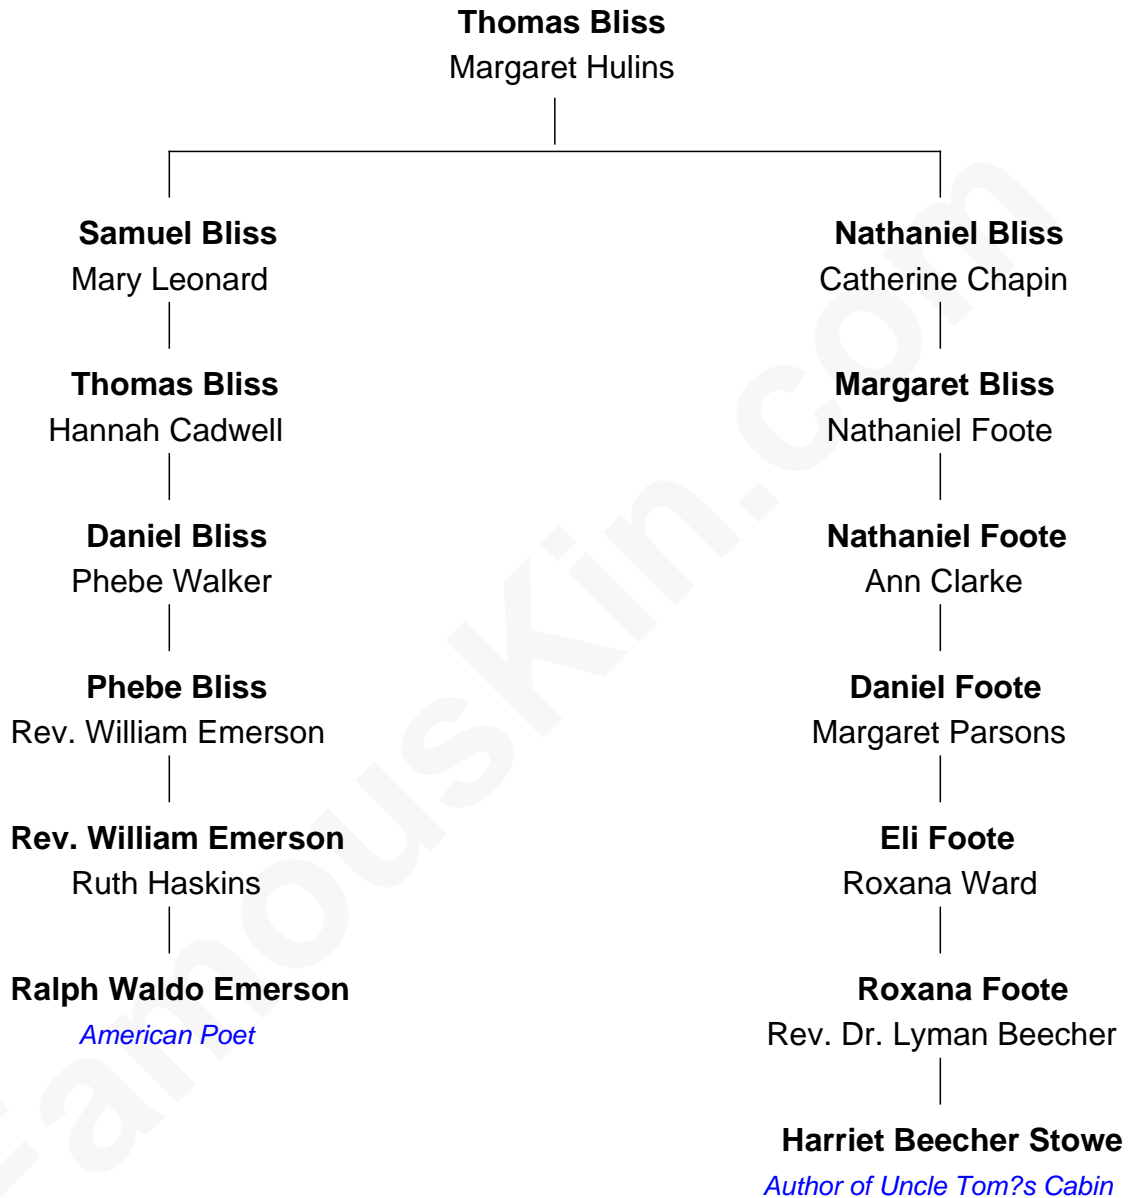 Thomas Bliss
Margaret Hulins
Samuel Bliss
Mary Leonard
Nathaniel Bliss
Catherine Chapin
Thomas Bliss
Hannah Cadwell
Margaret Bliss
Nathaniel Foote
Daniel Bliss
Phebe Walker
Nathaniel Foote
Ann Clarke
Phebe Bliss
Rev. William Emerson
Daniel Foote
Margaret Parsons
Rev. William Emerson
Ruth Haskins
Eli Foote
Roxana Ward
Ralph Waldo Emerson
American Poet
Roxana Foote
Rev. Dr. Lyman Beecher
Harriet Beecher Stowe
Author of Uncle Tom?s Cabin
FamousKin.com